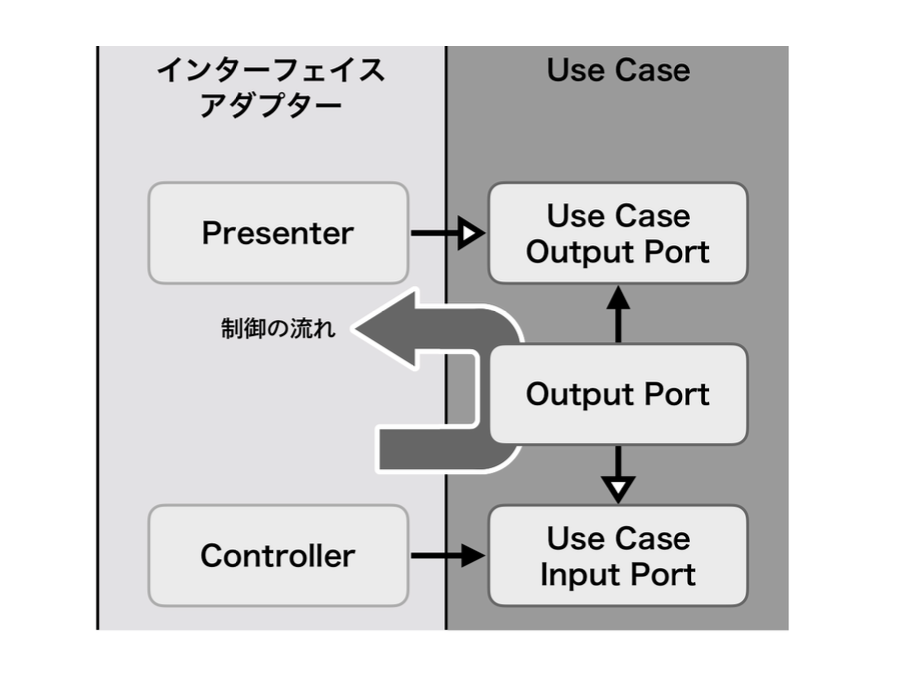 インターフェイス
アダプター
Use Case
Presenter
Use Case
Output Port
制御の流れ
Output Port
Controller
Use Case
Input Port